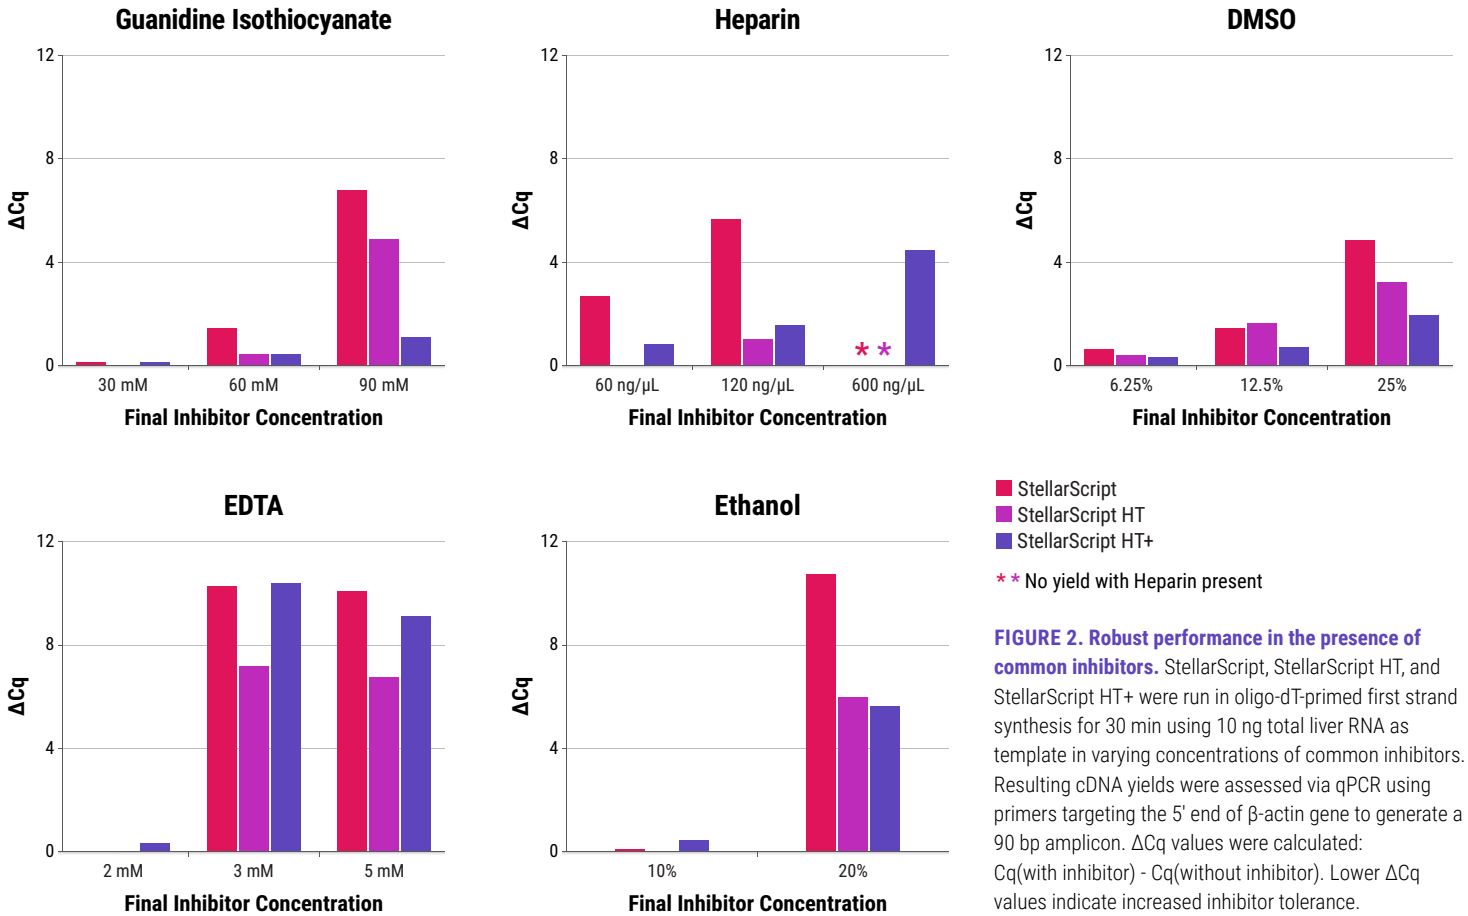 Guanidine Isothiocyanate
12
8
4
0
ΔCq
30 mM
60 mM
90 mM
Final Inhibitor Concentration
Heparin
12
8
4
0
ΔCq
* *
60 ng/μL
120 ng/μL
600 ng/μL
Final Inhibitor Concentration
DMSO
12
8
4
0
ΔCq
6.25%
12.5%
25%
Final Inhibitor Concentration
EDTA
12
8
4
0
ΔCq
2 mM
3 mM
5 mM
Final Inhibitor Concentration
Ethanol
12
8
4
0
ΔCq
10%
20%
Final Inhibitor Concentration
StellarScript
StellarScript HT
StellarScript HT+
* * No yield with Heparin present
FIGURE 2. Robust performance in the presence of
common inhibitors. StellarScript, StellarScript HT, and
StellarScript HT+ were run in oligo-dT-primed first strand
synthesis for 30 min using 10 ng total liver RNA as
template in varying concentrations of common inhibitors.
Resulting cDNA yields were assessed via qPCR using
primers targeting the 5' end of β-actin gene to generate a
90 bp amplicon. ΔCq values were calculated:
Cq(with inhibitor) - Cq(without inhibitor). Lower ΔCq
values indicate increased inhibitor tolerance.